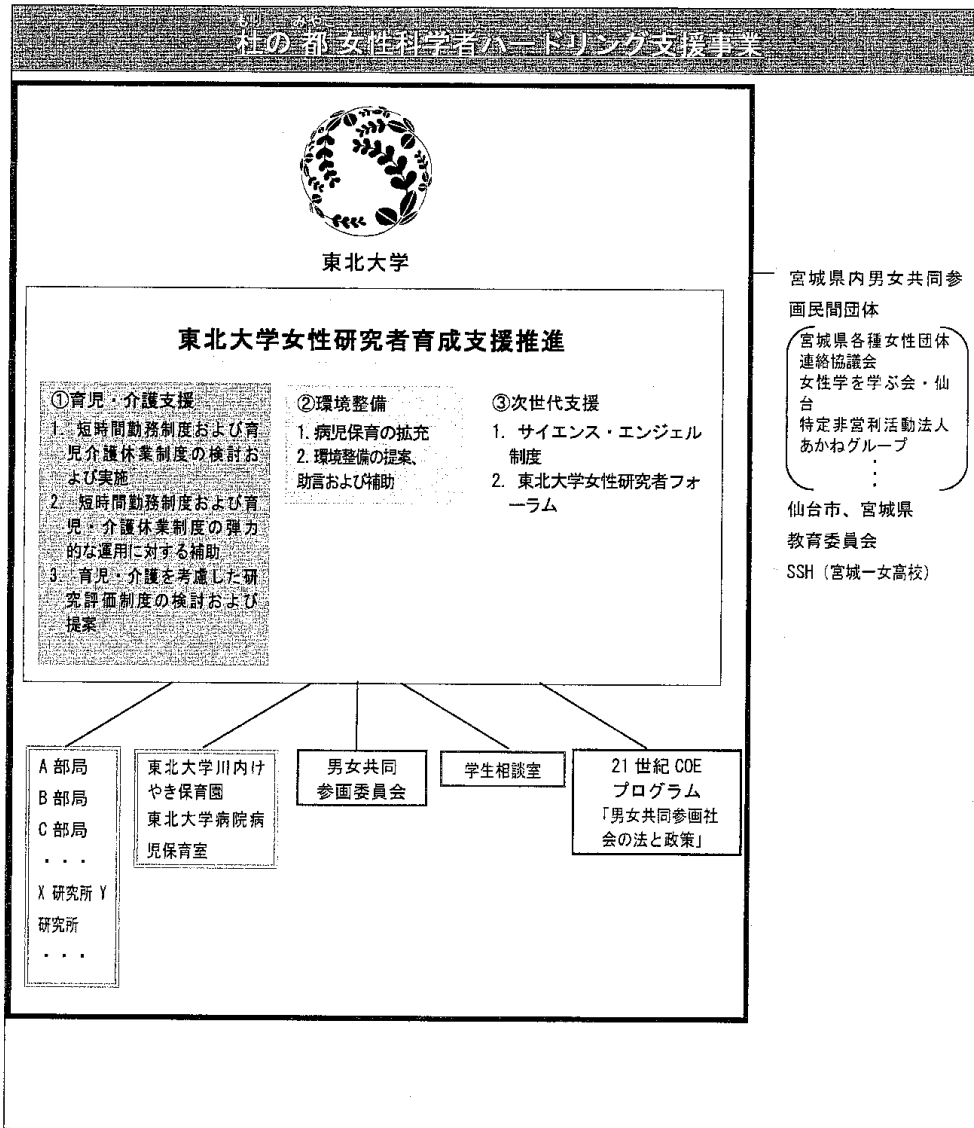 もり みやこ
杜の都女性科学者ハードリング支援事業
東北大学
東北大学女性研究者育成支援推進
①育児・介護支援
1. 短時間勤務制度および育
児介護休業制度の検討お
よび実施
2. 短時間勤務制度および育
児・介護休業制度の弾力
的な運用に対する補助
3. 育児・介護を考慮した研
究評価制度の検討および
提案
②環境整備
1. 病児保育の拡充
2. 環境整備の提案、
助言および補助
③次世代支援
1. サイエンス・エンジェル
制度
2. 東北大学女性研究者フォ
ーラム
A 部局
B 部局
C 部局
・・・
X 研究所 Y
研究所
・・・
東北大学川内け
やき保育園
東北大学病院病
児保育室
男女共同
参画委員会
学生相談室
21 世紀 COE
プログラム
「男女共同参画社
会の法と政策」
宮城県内男女共同参
画民間団体
宮城県各種女性団体
連絡協議会
女性学を学ぶ会・仙
台
特定非営利活動法人
あかねグループ
・
・
・
仙台市、宮城県
教育委員会
SSH（宮城一女高校）